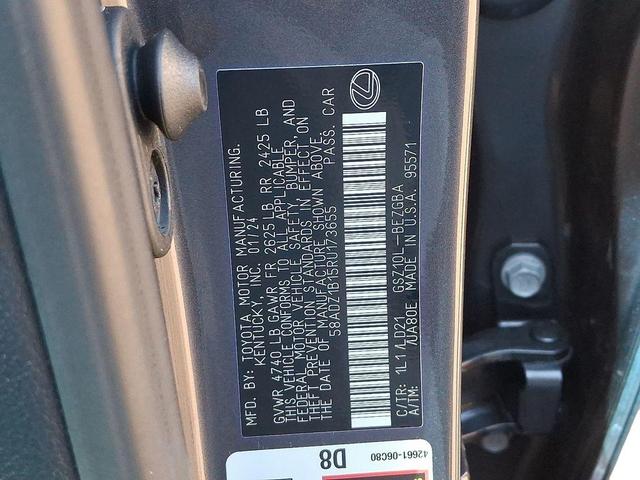 MFD. BY: TOYOTA MOTOR MANUFACTURING.
KENTUCKY, INC. 01/24
GVWR 4740 LB GAWR FR 2625 LB RR 2425 LB
THIS VEHICLE CONFORMS TO ALL APPLICABLE
FEDERAL MOTOR VEHICLE SAFETY, BUMPER, AND
THEFT PREVENTION STANDARDS IN EFFECT ON
THE DATE OF MANUFACTURE SHOWN ABOVE.
58ADZ1B15RU173655 PASS. CAR
C/TR: 1L1 /LD21 GSZ10L-BEZGBA
A/TM: /UA80E MADE IN U.S.A. 95571
42661-06C80
D8